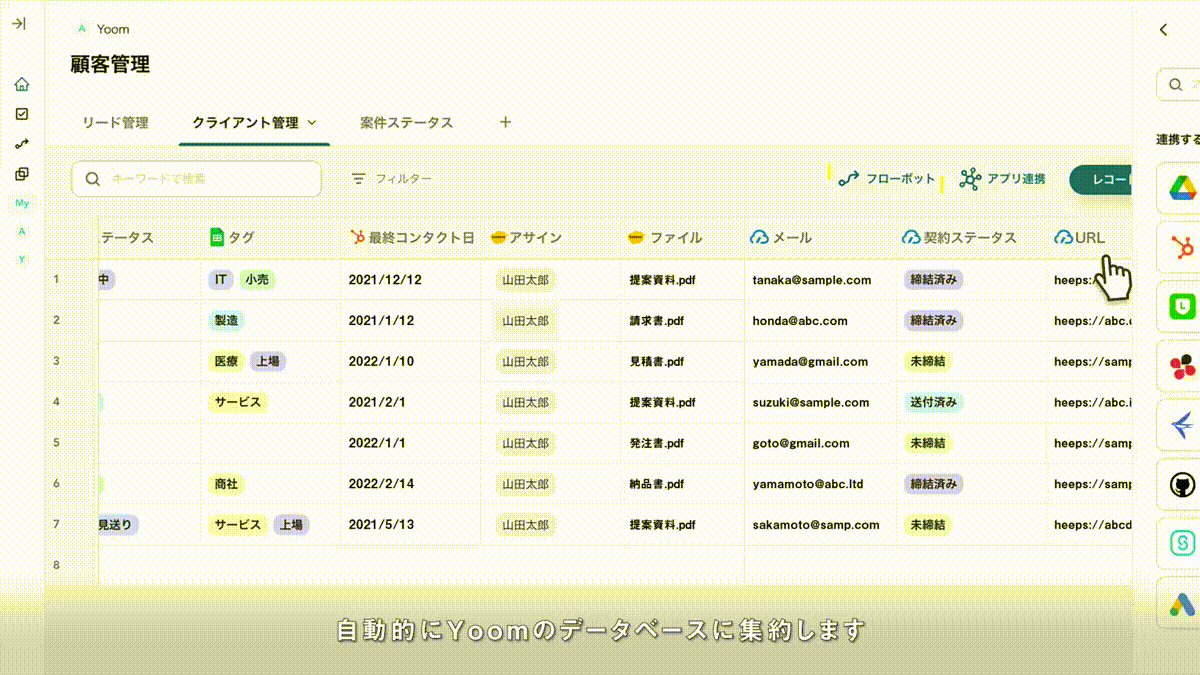 A Yoom
顧客管理
リード管理 クライアント管理 案件ステータス +
キーワードで検索 フィルター フローボット アプリ連携 レコー
連携する
My
A
Y
テータス タグ 最終コンタクト日 アサイン ファイル メール 契約ステータス URL
1 中 IT 小売 2021/12/12 山田太郎 提案資料.pdf tanaka@sample.com 締結済み heeps:/
2 製造 2021/1/12 山田太郎 請求書.pdf honda@abc.com 締結済み heeps://abc.
3 医療 上場 2022/1/10 山田太郎 見積書.pdf yamada@gmail.com 未締結 heeps://samp
4 サービス 2021/2/1 山田太郎 提案資料.pdf suzuki@sample.com 送付済み heeps://abc.i
5 2022/1/1 山田太郎 発注書.pdf goto@gmail.com 未締結 heeps://samp
6 商社 2022/2/14 山田太郎 納品書.pdf yamamoto@abc.ltd 締結済み heeps://samp
7 見送り サービス 上場 2021/5/13 山田太郎 提案資料.pdf sakamoto@samp.com 未締結 heeps://abcd
8
自動的にYoomのデータベースに集約します